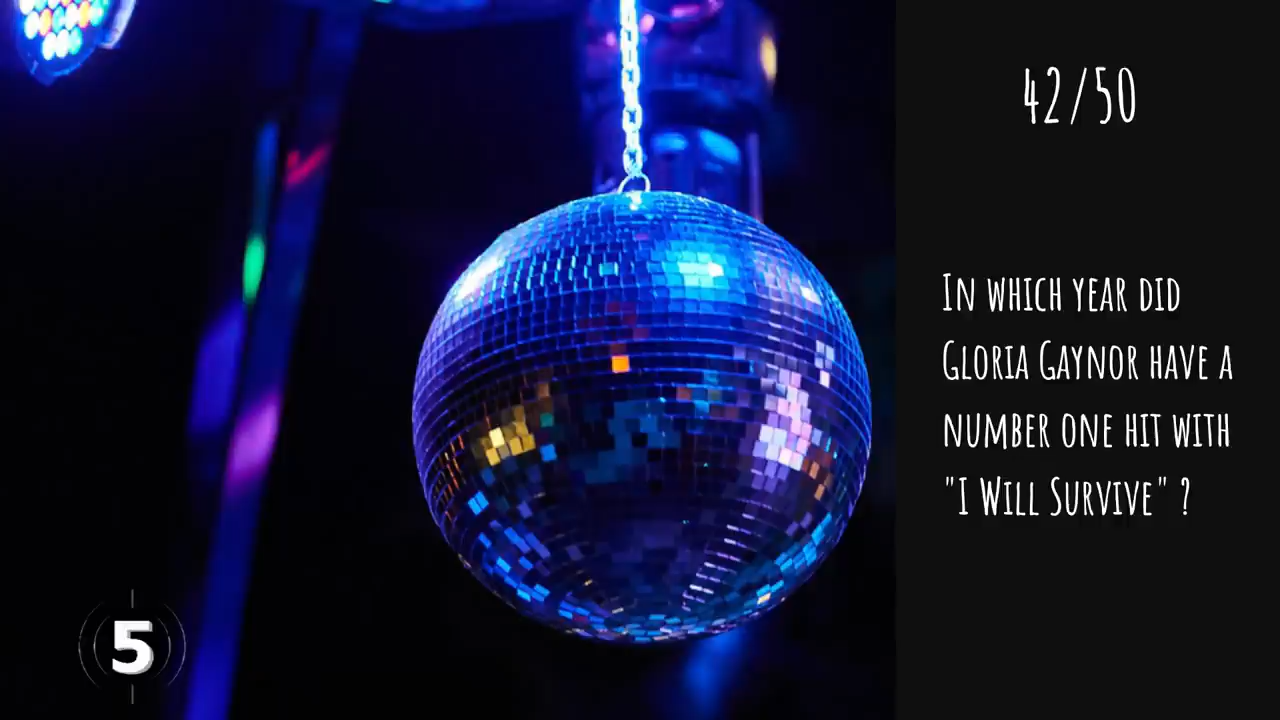 42/50
In which year did
Gloria Gaynor have a
number one hit with
"I Will Survive" ?
5